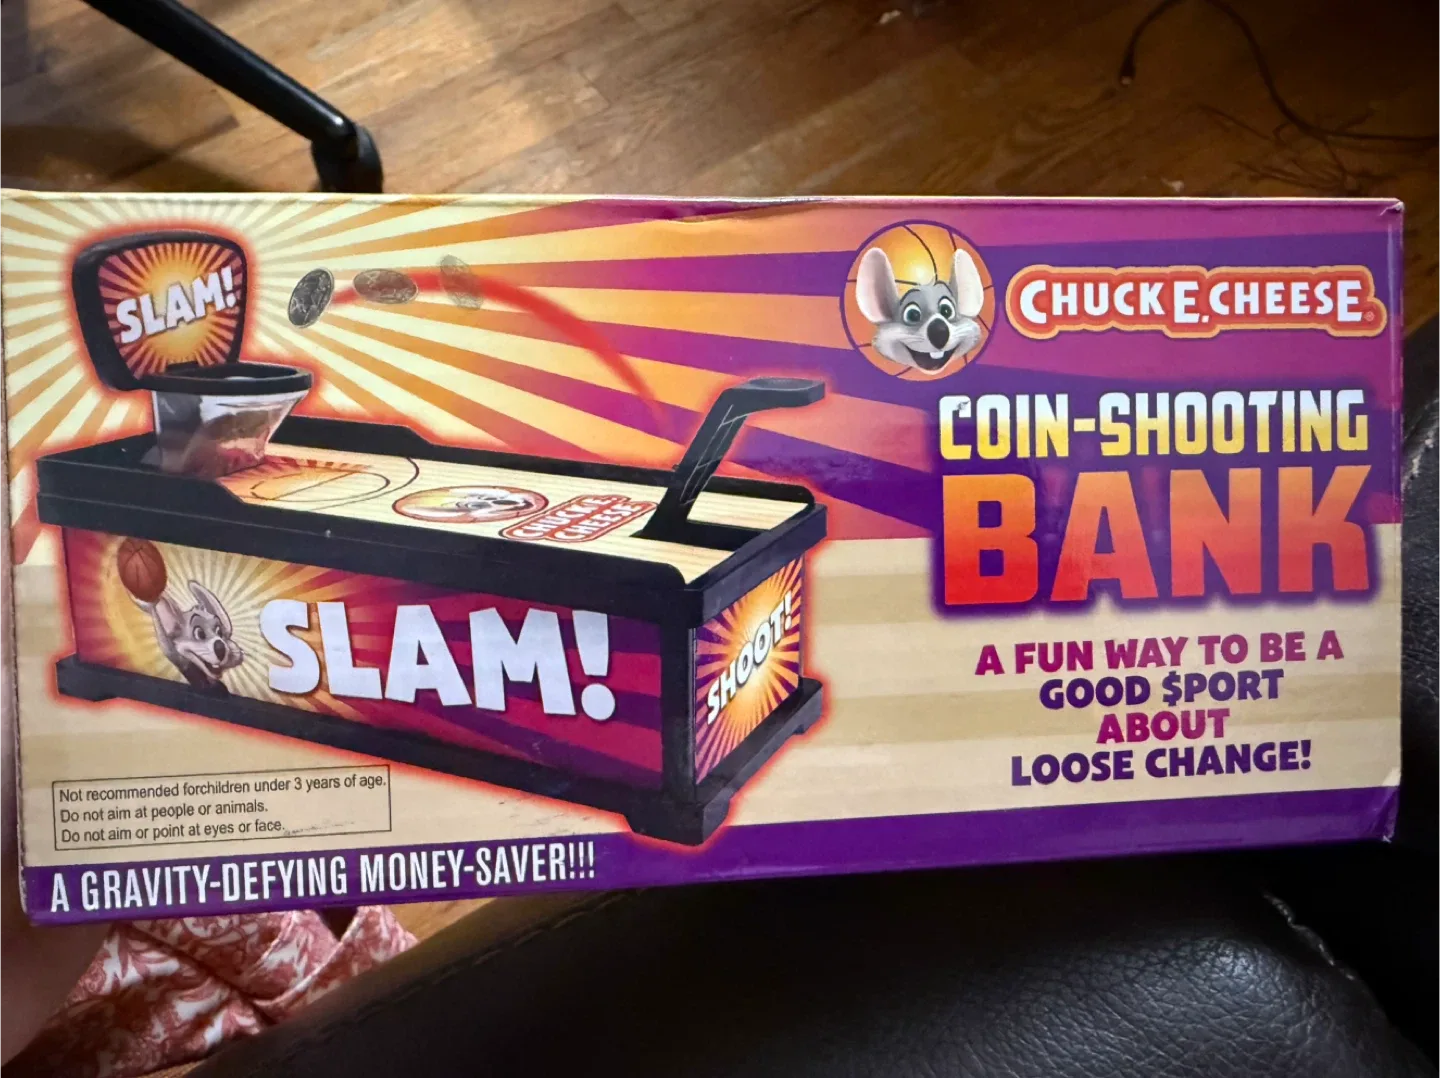 SLAM!
CHUCK E. CHEESE®
COIN-SHOOTING
BANK
A FUN WAY TO BE A
GOOD $PORT
ABOUT
LOOSE CHANGE!
CHUCK E.
CHEESE
SLAM!
SHOOT!
Not recommended forchildren under 3 years of age.
Do not aim at people or animals.
Do not aim or point at eyes or face.
A GRAVITY-DEFYING MONEY-SAVER!!!